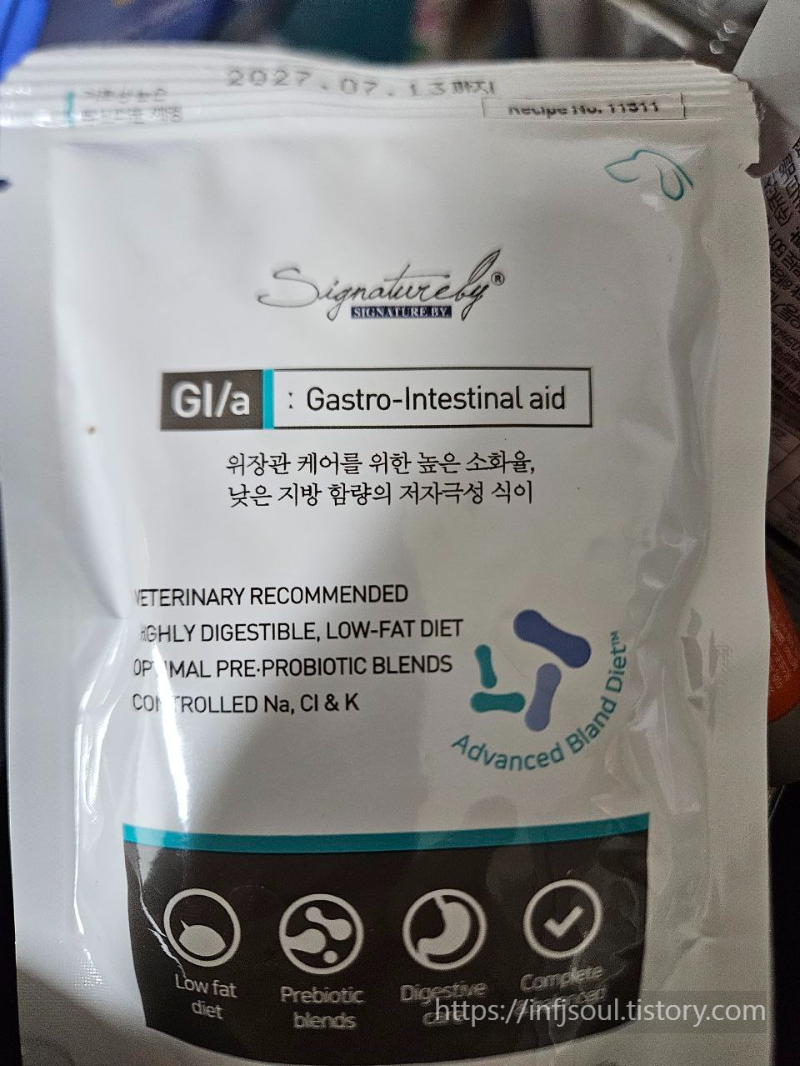 2027.07.13까지
Recipe No. 11311
Signatureby®
SIGNATURE BY
GI/a : Gastro-Intestinal aid
위장관 케어를 위한 높은 소화율,
낮은 지방 함량의 저자극성 식이
VETERINARY RECOMMENDED
HIGHLY DIGESTIBLE, LOW-FAT DIET
OPTIMAL PRE·PROBIOTIC BLENDS
CONTROLLED Na, Cl & K
Advanced Bland Diet™
Low fat
diet
Prebiotic
blends
Digestive
care
Complete
https://infjsoul.tistory.com